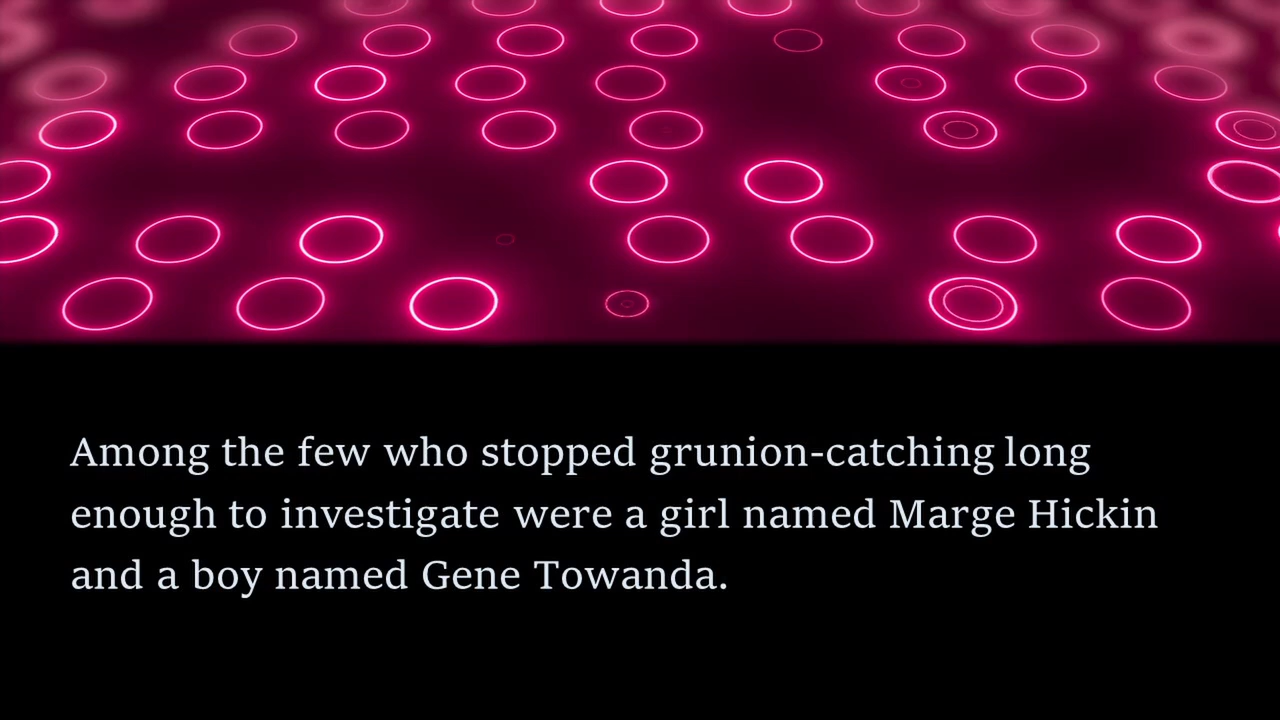 Among the few who stopped grunion-catching long
enough to investigate were a girl named Marge Hickin
and a boy named Gene Towanda.